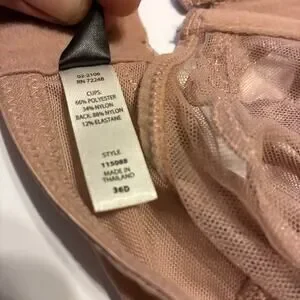 02-2106
RN 72248
CUPS:
66% POLYESTER
34% NYLON
BACK: 88% NYLON
12% ELASTANE
STYLE
115088
MADE IN
THAILAND
36D